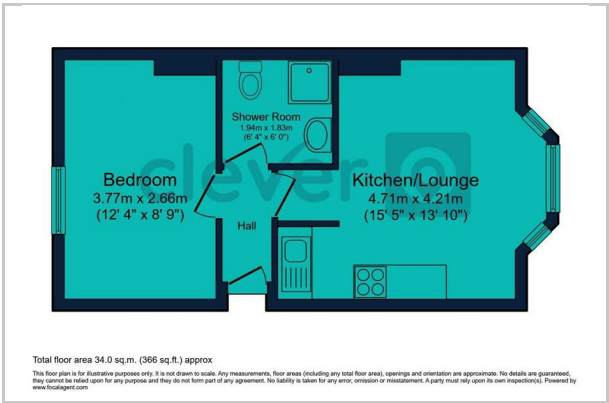 clever
Shower Room
1.94m x 1.83m
(6' 4" x 6' 0")
Bedroom
3.77m x 2.66m
(12' 4" x 8' 9")
Kitchen/Lounge
4.71m x 4.21m
(15' 5" x 13' 10")
Hall
Total floor area 34.0 sq.m. (366 sq.ft.) approx
This floor plan is for illustrative purposes only. It is not drawn to scale. Any measurements, floor areas (including any total floor area), openings and orientation are approximate. No details are guaranteed,
they cannot be relied upon for any purpose and they do not form part of any agreement. No liability is taken for any error, omission or misstatement. A party must rely upon its own inspection(s). Powered by
www.focalagent.com